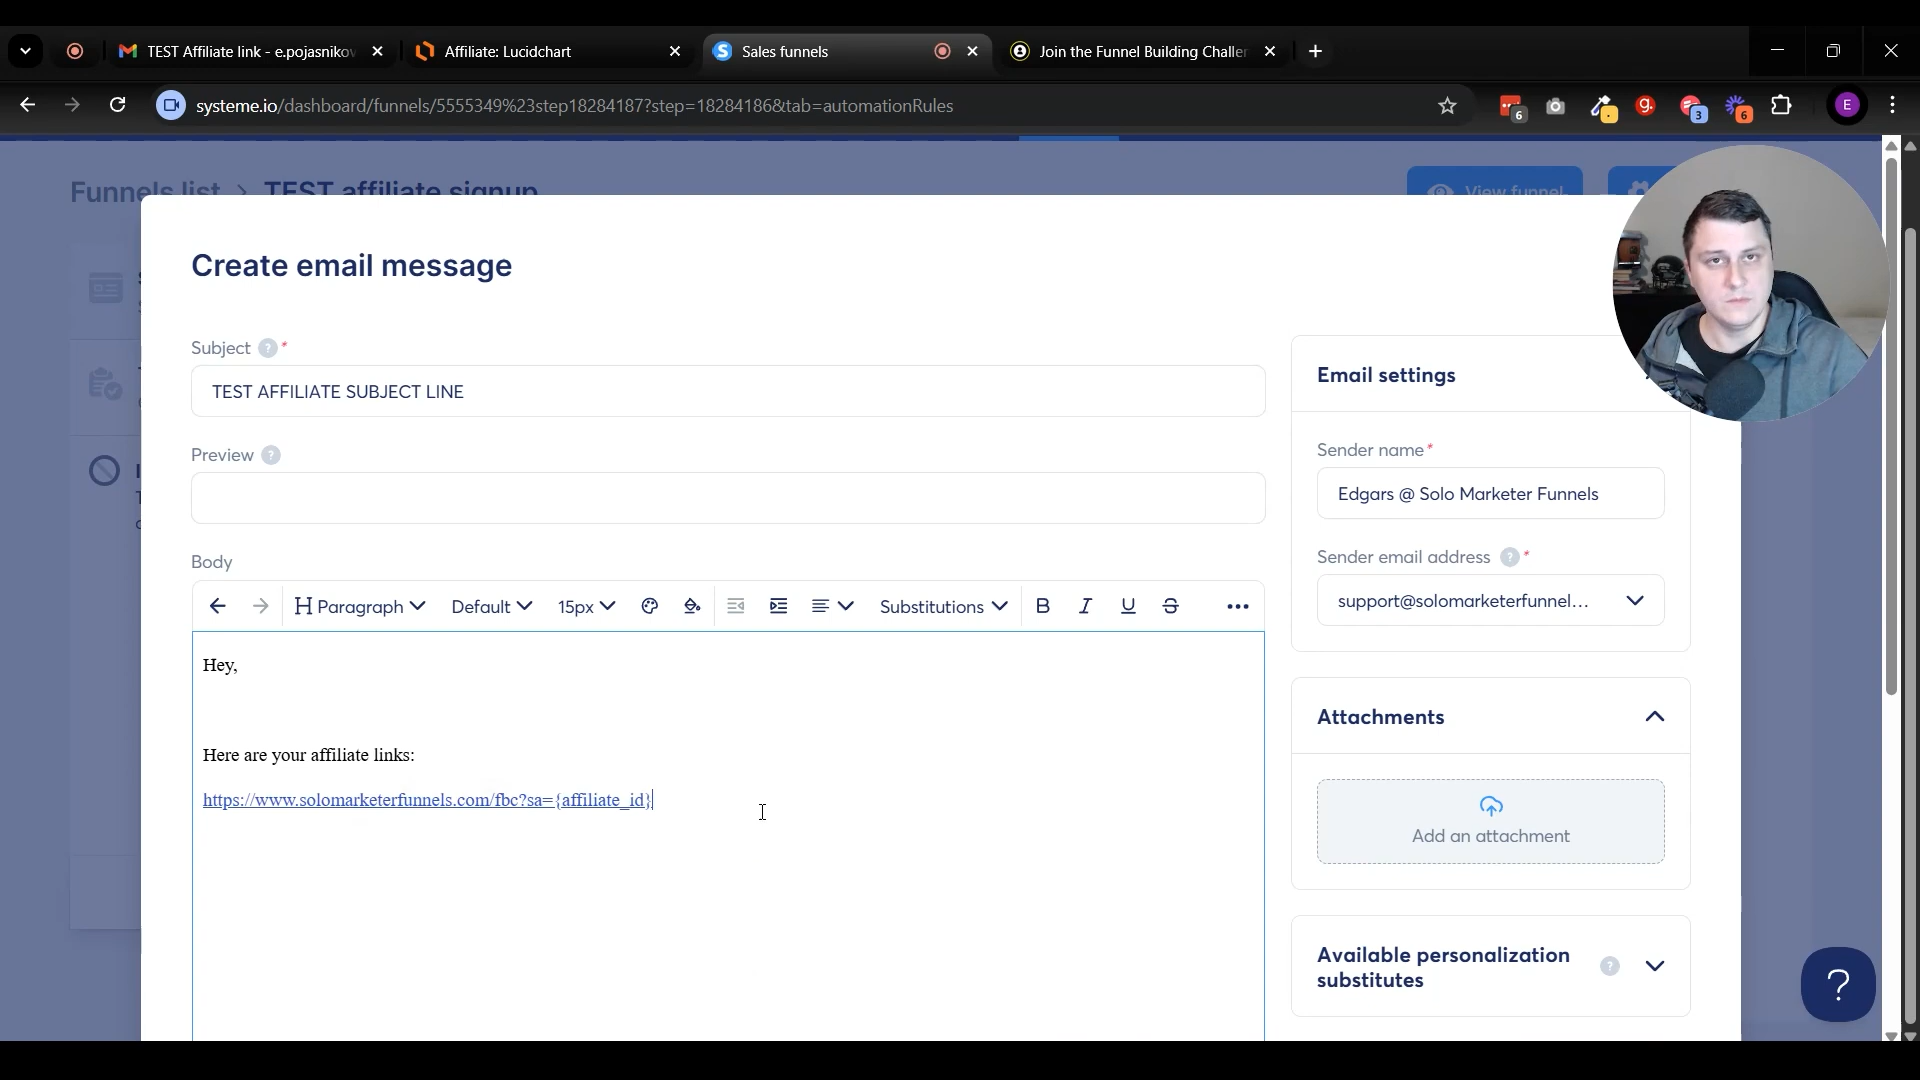 TEST Affiliate link - e.pojasnikov
Affiliate: Lucidchart
Sales funnels
Join the Funnel Building Challen
systeme.io/dashboard/funnels/5555349%23step18284187?step=18284186&tab=automationRules
6
3
6
E
Funnels list > TEST affiliate signup
View funnel
Create email message
Subject ? *
TEST AFFILIATE SUBJECT LINE
Preview ?
Body
Paragraph Default 15px Substitutions B I U S
Hey,
Here are your affiliate links:
https://www.solomarketerfunnels.com/fbc?sa={affiliate_id}
Email settings
Sender name*
Edgars @ Solo Marketer Funnels
Sender email address ? *
support@solomarketerfunnel...
Attachments
Add an attachment
Available personalization
substitutes ?
?